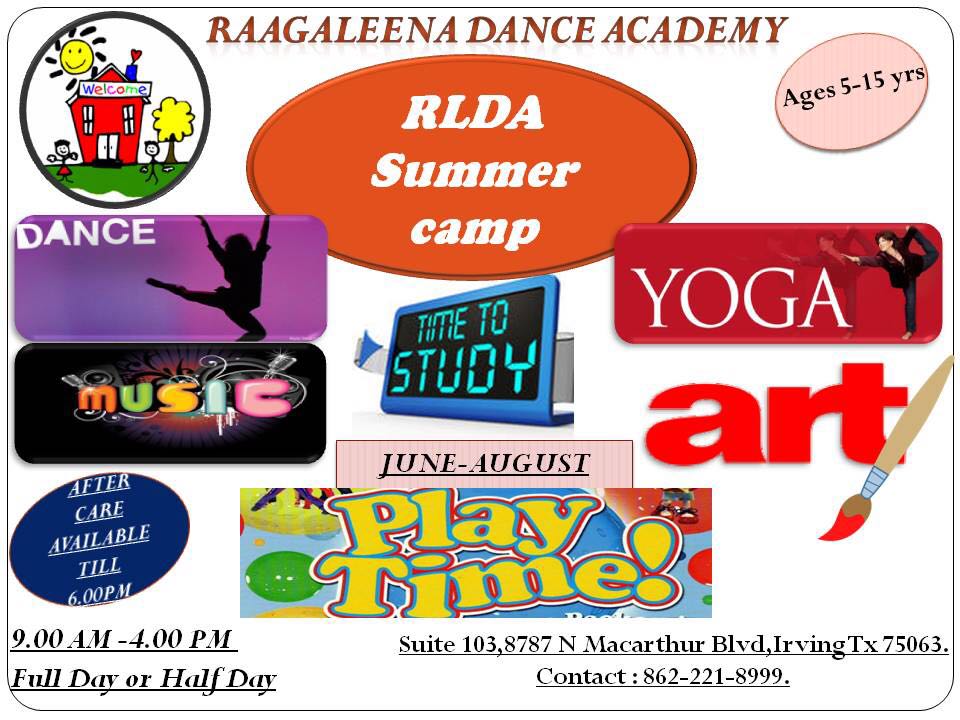 RAAGALEENA DANCE ACADEMY
Welcome
RLDA
Summer
camp
Ages 5-15 yrs
DANCE
YOGA
TIME TO
STUDY
MUSIC
art
JUNE-AUGUST
Play
Time!
AFTER
CARE
AVAILABLE
TILL
6.00PM
9.00 AM -4.00 PM
Full Day or Half Day
Suite 103,8787 N Macarthur Blvd,IrvingTx 75063.
Contact : 862-221-8999.